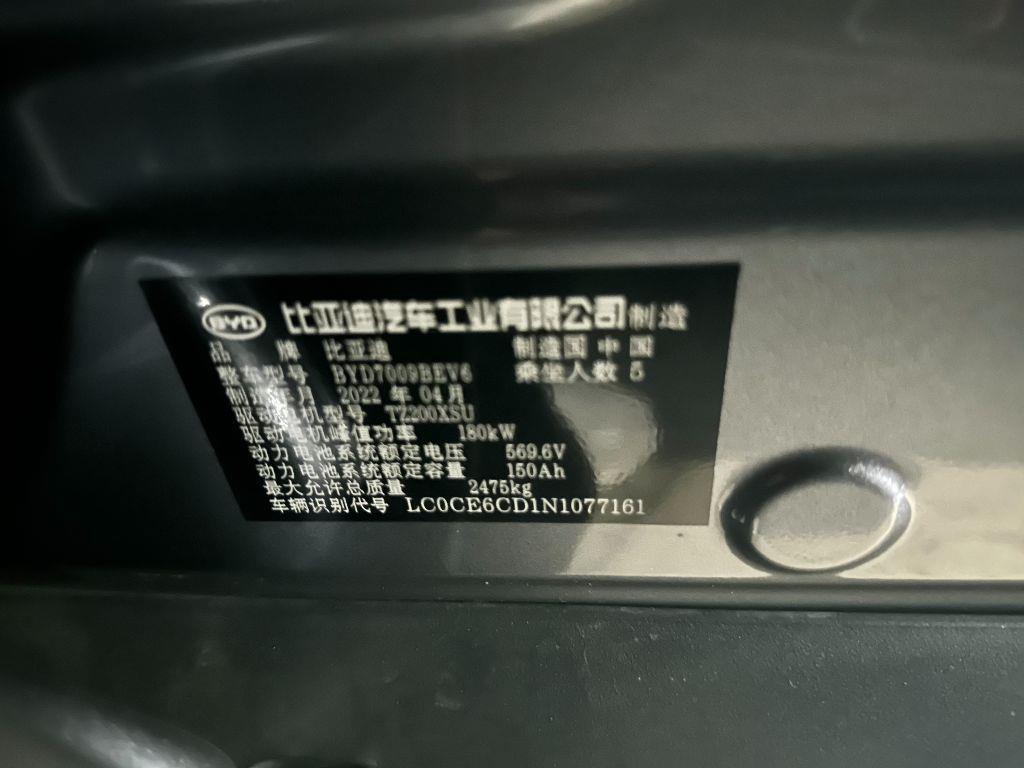 BYD 比亚迪汽车工业有限公司制造
品 牌 比亚迪 制造国 中国
整车型号 BYD7009BEV6 乘坐人数 5
制造年月 2022 年 04 月
驱动电机型号 TZ200XSU
驱动电机峰值功率 180kW
动力电池系统额定电压 569.6V
动力电池系统额定容量 150Ah
最大允许总质量 2475kg
车辆识别代号 LC0CE6CD1N1077161